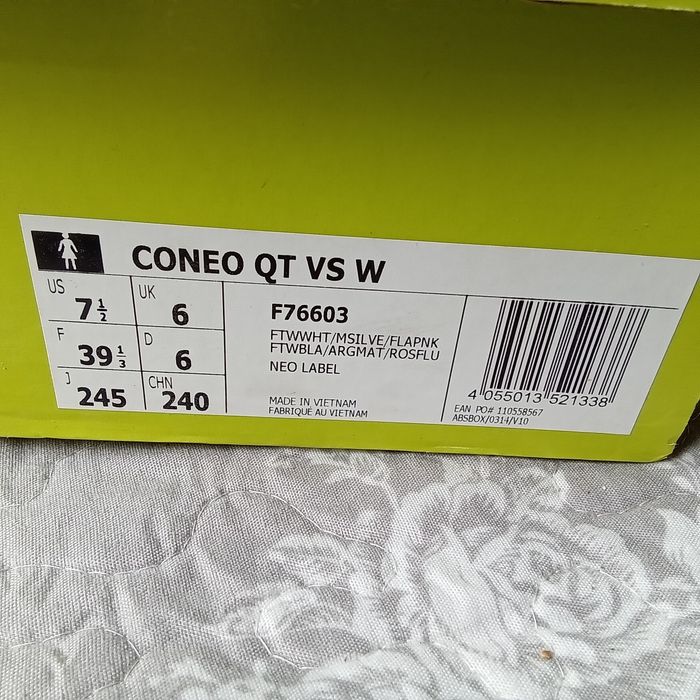 CONEO QT VS W
US 7 1/2 UK 6
F 39 1/3 D 6
J 245 CHN 240
F76603
FTWWHT/MSILVE/FLAPNK
FTWBLA/ARGMAT/ROSFLU
NEO LABEL
MADE IN VIETNAM
FABRIQUÉ AU VIETNAM
4 055013 521338
EAN PO# 110558567
ABSBOX/0314/V10